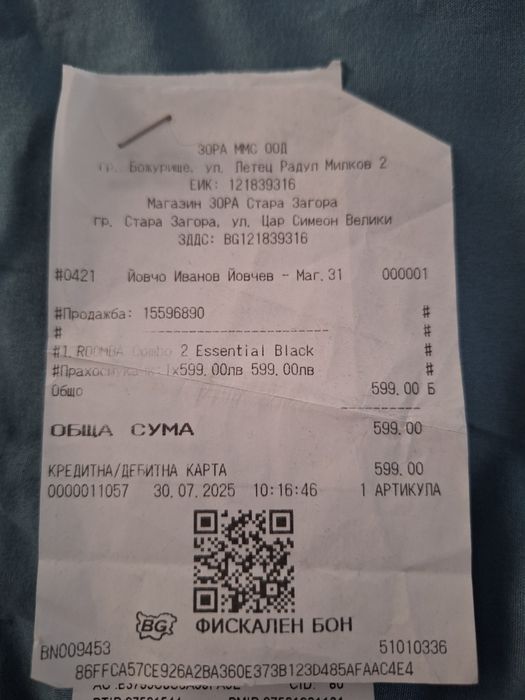 ЗОРА ММС ООД
гр. Божурище, ул. Летец Радул Милков 2
ЕИК: 121839316
Магазин ЗОРА Стара Загора
гр. Стара Загора, ул. Цар Симеон Велики
ЗДДС: BG121839316
#0421 Йовчо Иванов Йовчев - Маг.31 000001
#Продажба: 15596890 #
# ------------------------------ #
#1 ROOMBA Combo 2 Essential Black #
1x599.00лв 599.00лв #
Общо 599.00 Б
ОБЩА СУМА 599.00
КРЕДИТНА/ДЕБИТНА КАРТА 599.00
0000011057 30.07.2025 10:16:46 1 АРТИКУЛА
BG ФИСКАЛЕН БОН
BN009453 51010336
86FFCA57CE926A2BA360E373B123D485AFAAC4E4